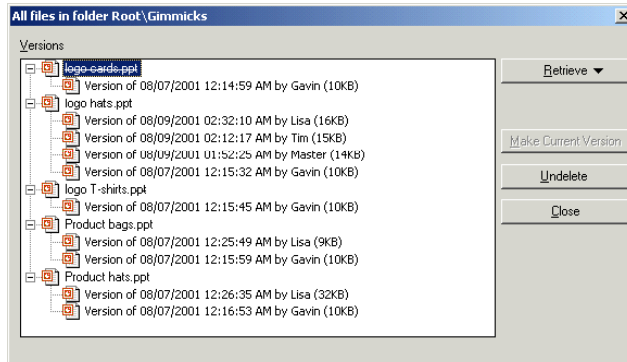 All files in folder Root\Gimmicks
Versions
logo cards.ppt
Version of 08/07/2001 12:14:59 AM by Gavin (10KB)
logo hats.ppt
Version of 08/09/2001 02:32:10 AM by Lisa (16KB)
Version of 08/09/2001 02:12:17 AM by Tim (15KB)
Version of 08/09/2001 01:52:25 AM by Master (14KB)
Version of 08/07/2001 12:15:32 AM by Gavin (10KB)
logo T-shirts.ppt
Version of 08/07/2001 12:15:45 AM by Gavin (10KB)
Product bags.ppt
Version of 08/07/2001 12:25:49 AM by Lisa (9KB)
Version of 08/07/2001 12:15:59 AM by Gavin (10KB)
Product hats.ppt
Version of 08/07/2001 12:26:35 AM by Lisa (32KB)
Version of 08/07/2001 12:16:53 AM by Gavin (10KB)
Retrieve
Make Current Version
Undelete
Close